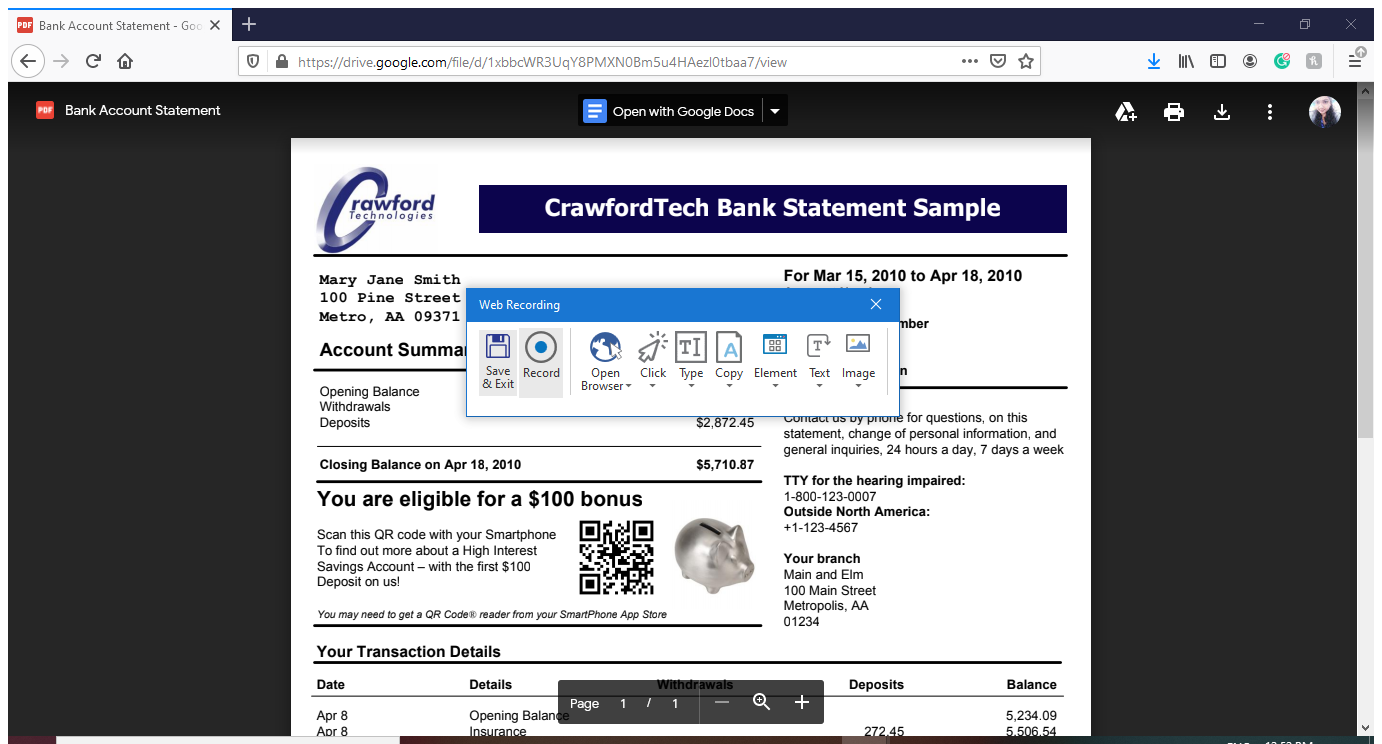 Bank Account Statement - Goo
https://drive.google.com/file/d/1xbbcWR3UqY8PMXN0Bm5u4HAezl0tbaa7/view
PDF Bank Account Statement
Open with Google Docs
Crawford
Technologies
CrawfordTech Bank Statement Sample
Mary Jane Smith
100 Pine Street
Metro, AA 09371
For Mar 15, 2010 to Apr 18, 2010
mber
n
Web Recording
Save
& Exit
Record
Open
Browser
Click
Type
Copy
Element
Text
Image
Account Summa
Opening Balance
Withdrawals
Deposits $2,872.45
Closing Balance on Apr 18, 2010 $5,710.87
You are eligible for a $100 bonus
Scan this QR code with your Smartphone
To find out more about a High Interest
Savings Account – with the first $100
Deposit on us!
You may need to get a QR Code® reader from your SmartPhone App Store
Contact us by phone for questions, on this
statement, change of personal information, and
general inquiries, 24 hours a day, 7 days a week
TTY for the hearing impaired:
1-800-123-0007
Outside North America:
+1-123-4567
Your branch
Main and Elm
100 Main Street
Metropolis, AA
01234
Your Transaction Details
Date Details Withdrawals Deposits Balance
Apr 8 Opening Balance 5,234.09
Apr 8 Insurance 272.45 5,506.54
Page 1 / 1